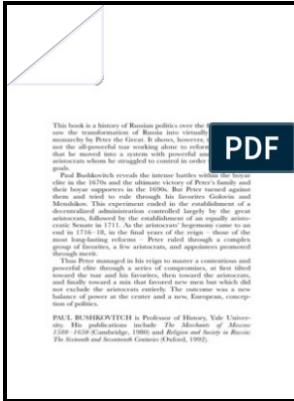 This book is a history of Russian politics over the
saw the transformation of Russia into virtually
monarchy by Peter the Great. It shows, however,
not the all-powerful tsar working alone to reform
that he moved into a system with powerful
aristocrats whom he struggled to control in order
goals.
Paul Bushkovitch reveals the intense battles within the boyar
elite in the 1670s and the ultimate victory of Peter's family and
their boyar supporters in the 1690s. But Peter turned against
them and tried to rule through his favorites Golovin and
Menshikov. This experiment ended in the establishment of a
decentralized administration controlled largely by the great
aristocrats, followed by the establishment of an equally aristo-
cratic Senate in 1711. As the aristocrats' hegemony came to an
end in 1716–18, in the final years of the reign – those of the
most long-lasting reforms – Peter ruled through a complex
group of favorites, a few aristocrats, and appointees promoted
through merit.
Thus Peter managed in his reign to master a contentious and
powerful elite through a series of compromises, at first tilted
toward the tsar and his favorites, then toward the aristocrats,
and finally toward a mix that favored new men but which did
not exclude the aristocrats entirely. The outcome was a new
balance of power at the center and a new, European, concep-
tion of politics.
PAUL BUSHKOVITCH is Professor of History, Yale Univer-
sity. His publications include The Merchants of Moscow
1580–1650 (Cambridge, 1980) and Religion and Society in Russia:
The Sixteenth and Seventeenth Centuries (Oxford, 1992).
PDF